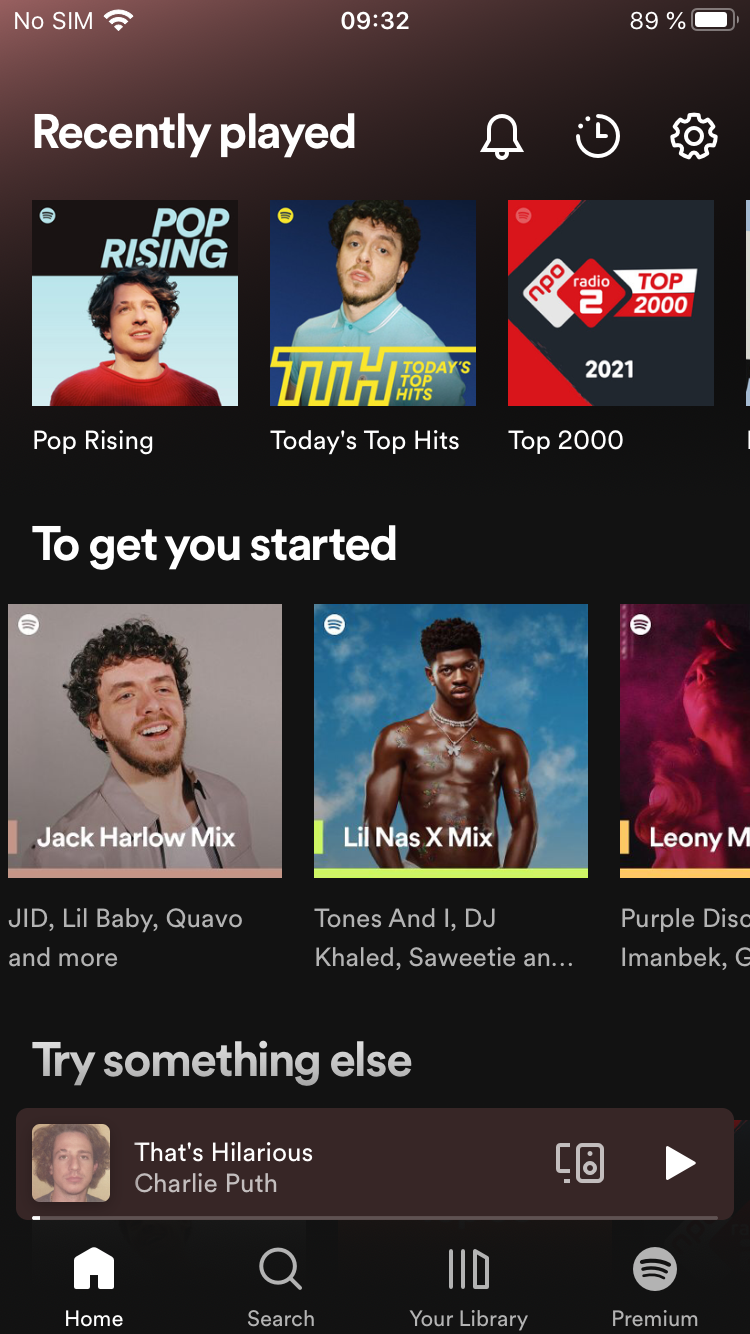 No SIM 09:32 89 %
Recently played
POP
RISING
TTH TODAY'S
TOP
HITS
npo radio 2 TOP
2000
2021
Pop Rising Today's Top Hits Top 2000
To get you started
Jack Harlow Mix Lil Nas X Mix Leony M
JID, Lil Baby, Quavo
and more
Tones And I, DJ
Khaled, Saweetie an...
Purple Disc
Imanbek, G
Try something else
That's Hilarious
Charlie Puth
Home Search Your Library Premium